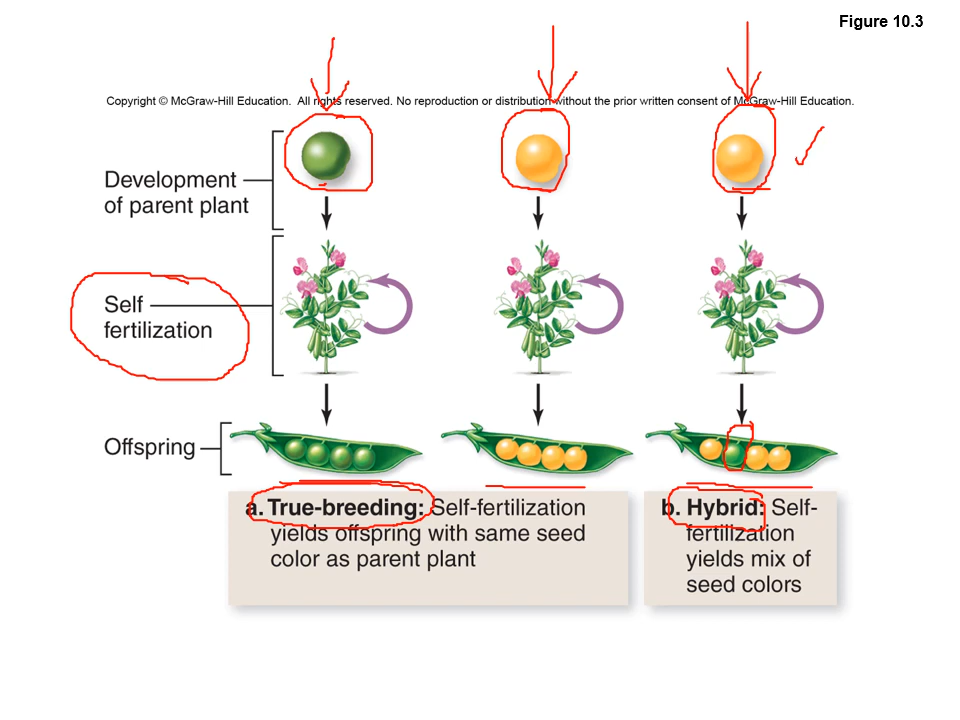 Figure 10.3
Copyright © McGraw-Hill Education. All rights reserved. No reproduction or distribution without the prior written consent of McGraw-Hill Education.
Development
of parent plant
Self
fertilization
Offspring
a. True-breeding: Self-fertilization
yields offspring with same seed
color as parent plant
b. Hybrid: Self-
fertilization
yields mix of
seed colors